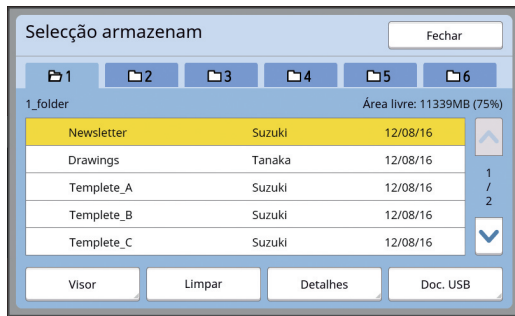 Selecção armazenam
Fechar
1 2 3 4 5 6
1_folder Área livre: 11339MB (75%)
Newsletter Suzuki 12/08/16
Drawings Tanaka 12/08/16
Templete_A Suzuki 12/08/16
Templete_B Suzuki 12/08/16
Templete_C Suzuki 12/08/16
1
/
2
Visor Limpar Detalhes Doc. USB